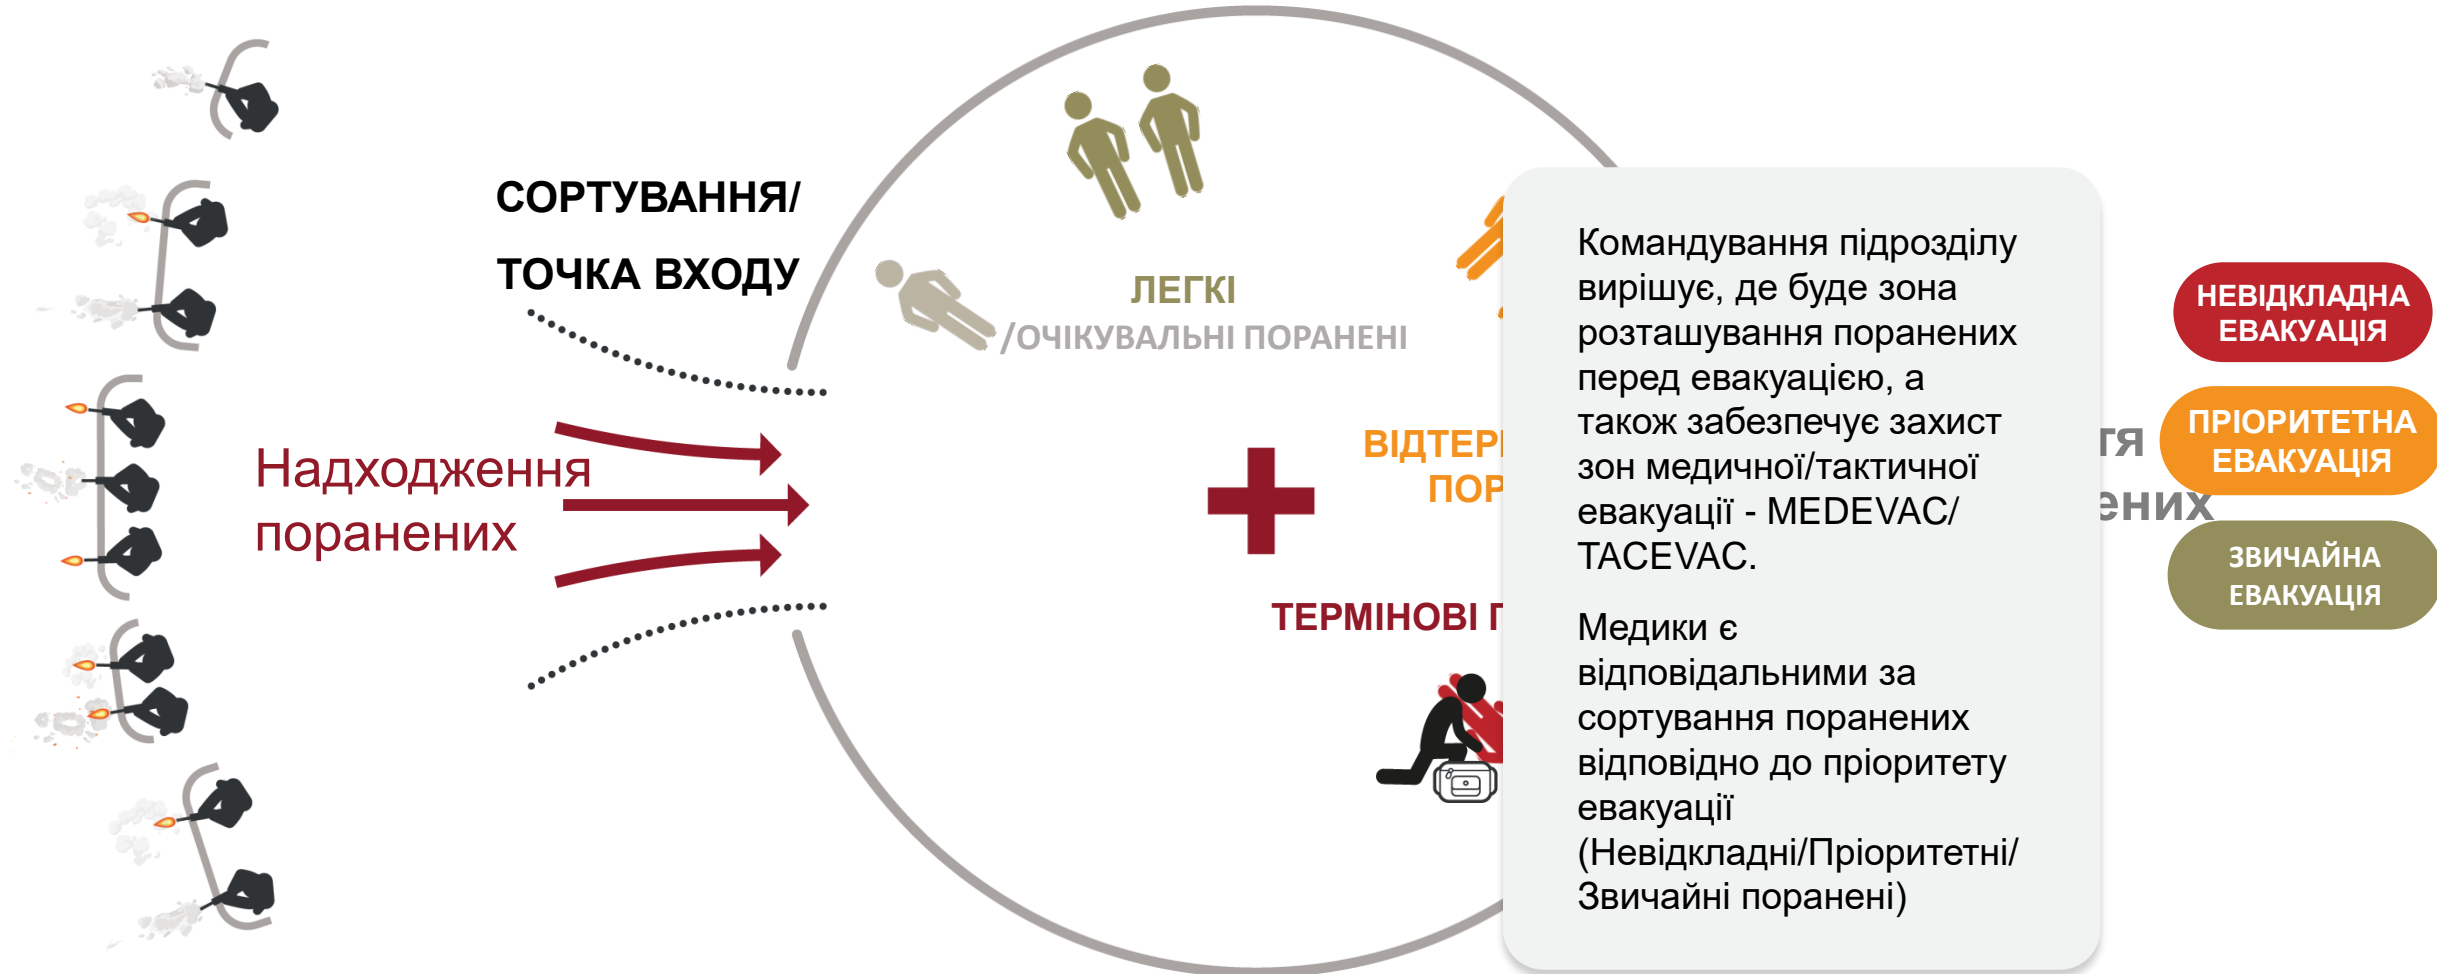 СОРТУВАННЯ/
ТОЧКА ВХОДУ
Надходження
поранених
ЛЕГКІ
/ОЧІКУВАЛЬНІ ПОРАНЕНІ
ТЕРМІНОВІ
Командування підрозділу
вирішує, де буде зона
розташування поранених
перед евакуацією, а
також забезпечує захист
зон медичної/тактичної
евакуації - MEDEVAC/
TACEVAC.
Медики є
відповідальними за
сортування поранених
відповідно до пріоритету
евакуації
(Невідкладні/Пріоритетні/
Звичайні поранені)
НЕВІДКЛАДНА
ЕВАКУАЦІЯ
ПРІОРИТЕТНА
ЕВАКУАЦІЯ
ЗВИЧАЙНА
ЕВАКУАЦІЯ